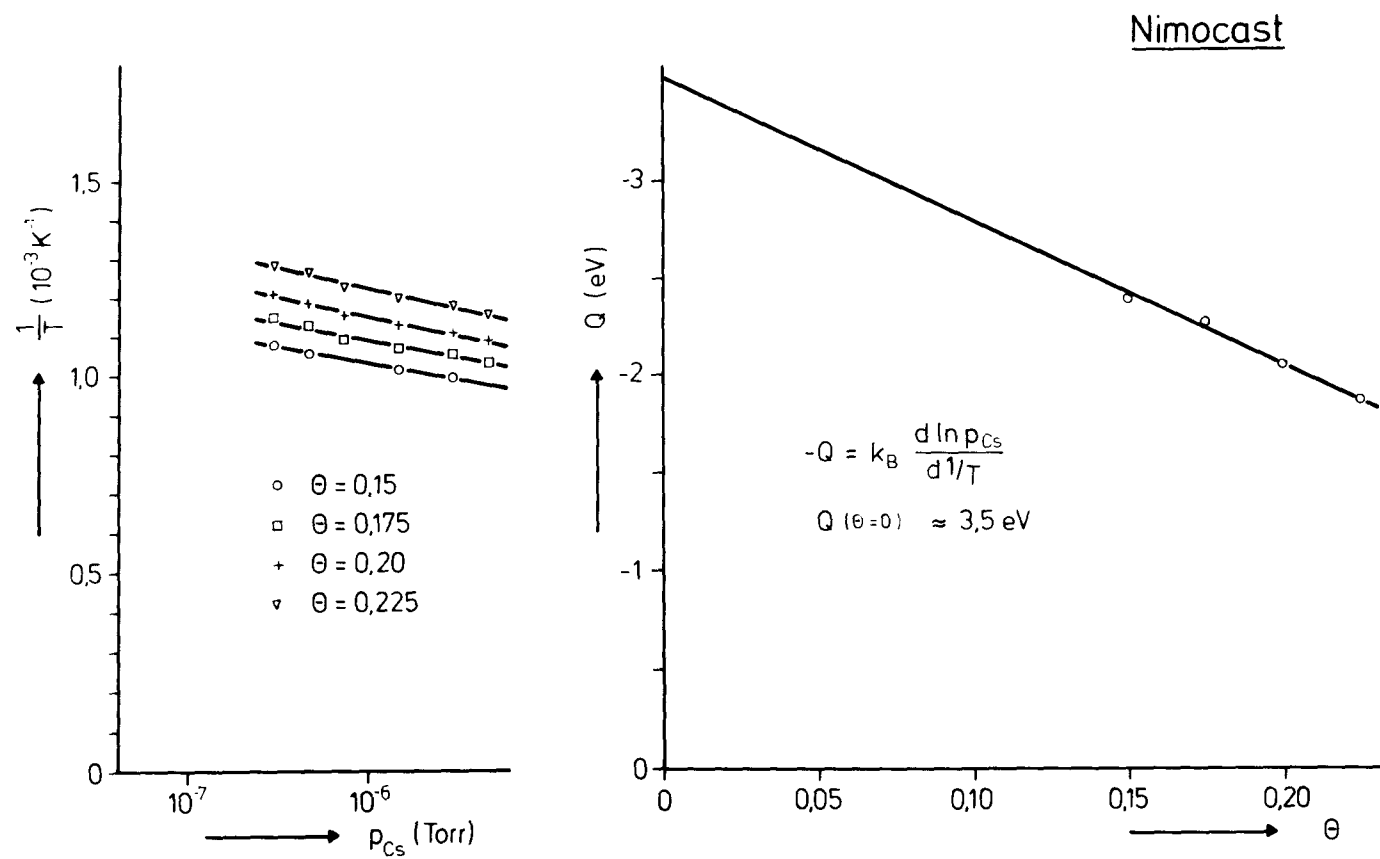 Nimocast
1/T (10⁻³ K⁻¹)
1,5
1,0
0,5
0
10⁻⁷
10⁻⁶
p_Cs (Torr)
○ Θ = 0,15
□ Θ = 0,175
+ Θ = 0,20
▽ Θ = 0,225
Q (eV)
-3
-2
-1
0
0
0,05
0,10
0,15
0,20
Θ
-Q = k_B d ln p_Cs / d 1/T
Q (Θ=0) ≈ 3,5 eV